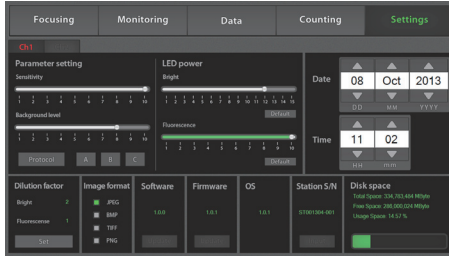 Focusing Monitoring Data Counting Settings
Ch1
Parameter setting
Sensitivity
1 2 3 4 5 6 7 8 9 10
Background level
1 2 3 4 5 6 7 8 9 10
Protocol A B C
LED power
Bright
1 2 3 4 5 6 7 8 9 10 11 12 13 14 15
Default
Fluorescence
1 2 3 4 5 6 7 8 9 10
Default
Date 08 Oct 2013
DD MM YYYY
Time 11 02
HH mm
Dilution factor
Bright 2
Fluorescense 1
Set
Image format
JPEG
BMP
TIFF
PNG
Software
1.0.0
Firmware
1.0.1
OS
1.0.1
Station S/N
ST001304-001
Disk space
Total Space 334,783,484 MByte
Free Space 286,000,024 MByte
Usage Space 14.57 %